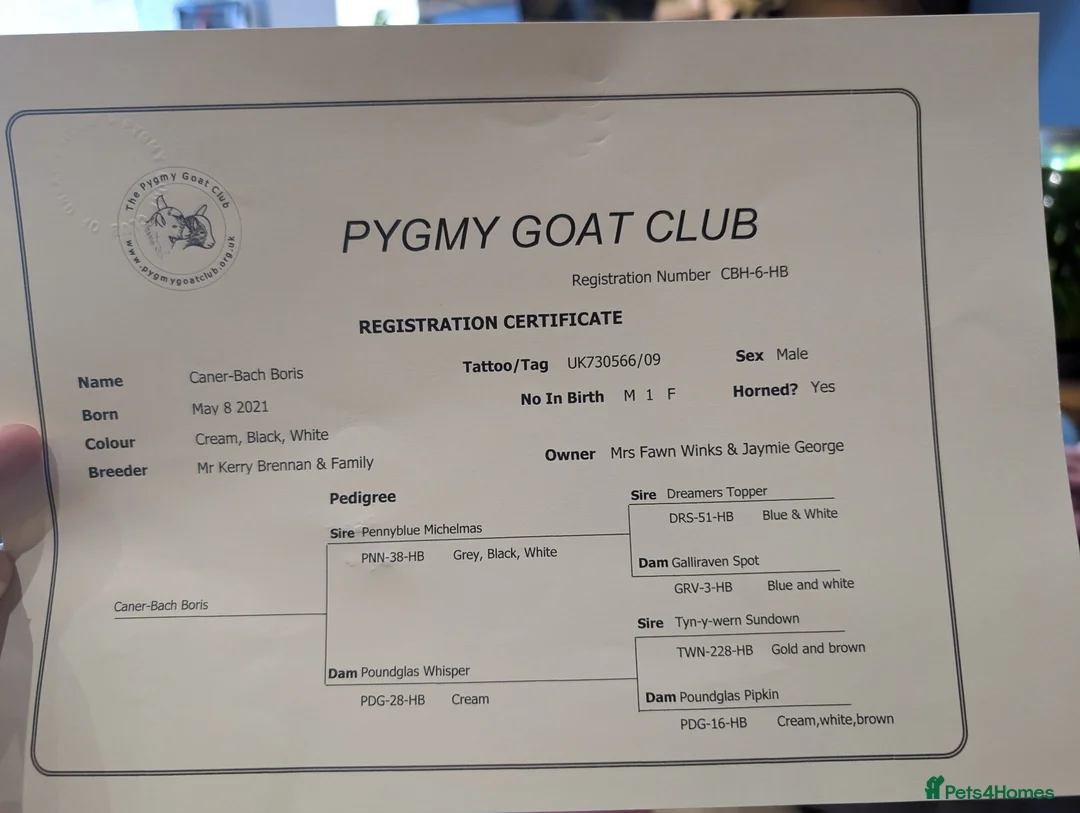 The Pygmy Goat Club
www.pygmygoatclub.org.uk
PYGMY GOAT CLUB
Registration Number CBH-6-HB
REGISTRATION CERTIFICATE
Name Caner-Bach Boris
Tattoo/Tag UK730566/09
Sex Male
Born May 8 2021
No In Birth M 1 F
Horned? Yes
Colour Cream, Black, White
Breeder Mr Kerry Brennan & Family
Owner Mrs Fawn Winks & Jaymie George
Pedigree
Sire Dreamers Topper
DRS-51-HB Blue & White
Sire Pennyblue Michelmas
PNN-38-HB Grey, Black, White
Dam Galliraven Spot
GRV-3-HB Blue and white
Caner-Bach Boris
Sire Tyn-y-wern Sundown
TWN-228-HB Gold and brown
Dam Poundglas Whisper
PDG-28-HB Cream
Dam Poundglas Pipkin
PDG-16-HB Cream,white,brown
Pets4Homes